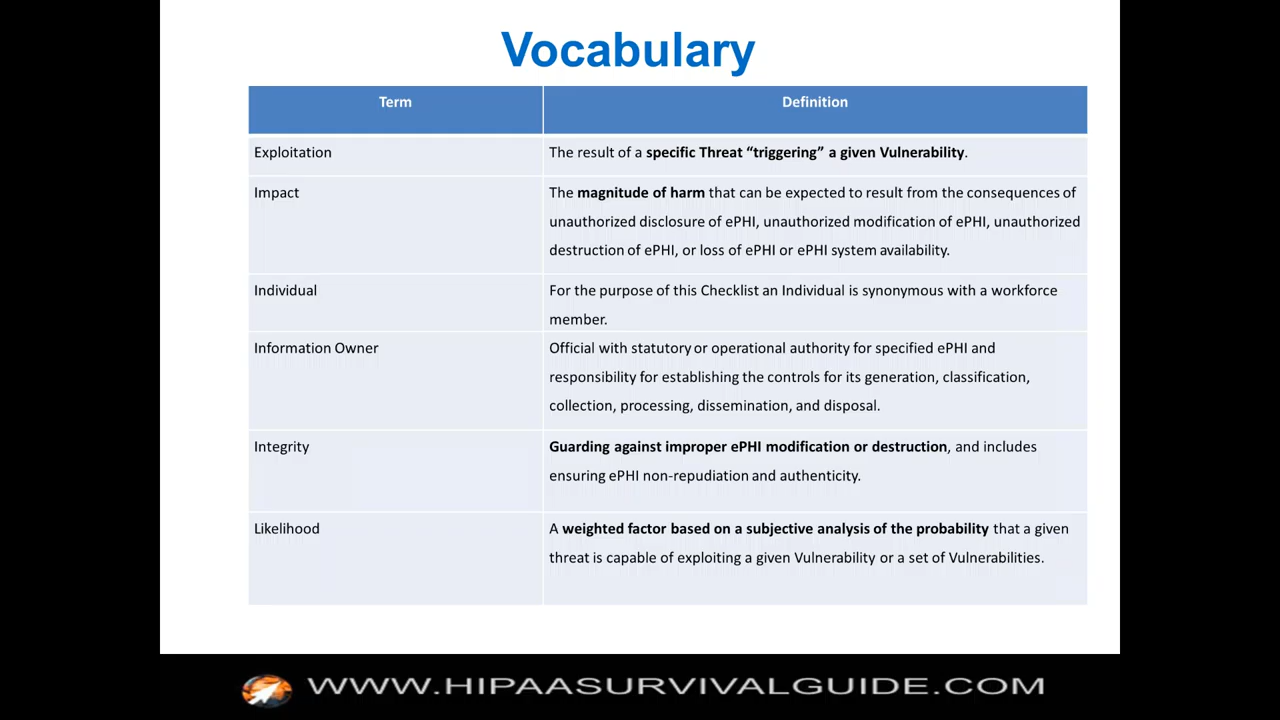 Vocabulary
Term
Definition
Exploitation
The result of a specific Threat “triggering” a given Vulnerability.
Impact
The magnitude of harm that can be expected to result from the consequences of
unauthorized disclosure of ePHI, unauthorized modification of ePHI, unauthorized
destruction of ePHI, or loss of ePHI or ePHI system availability.
Individual
For the purpose of this Checklist an Individual is synonymous with a workforce
member.
Information Owner
Official with statutory or operational authority for specified ePHI and
responsibility for establishing the controls for its generation, classification,
collection, processing, dissemination, and disposal.
Integrity
Guarding against improper ePHI modification or destruction, and includes
ensuring ePHI non-repudiation and authenticity.
Likelihood
A weighted factor based on a subjective analysis of the probability that a given
threat is capable of exploiting a given Vulnerability or a set of Vulnerabilities.
WWW.HIPAASURVIVALGUIDE.COM